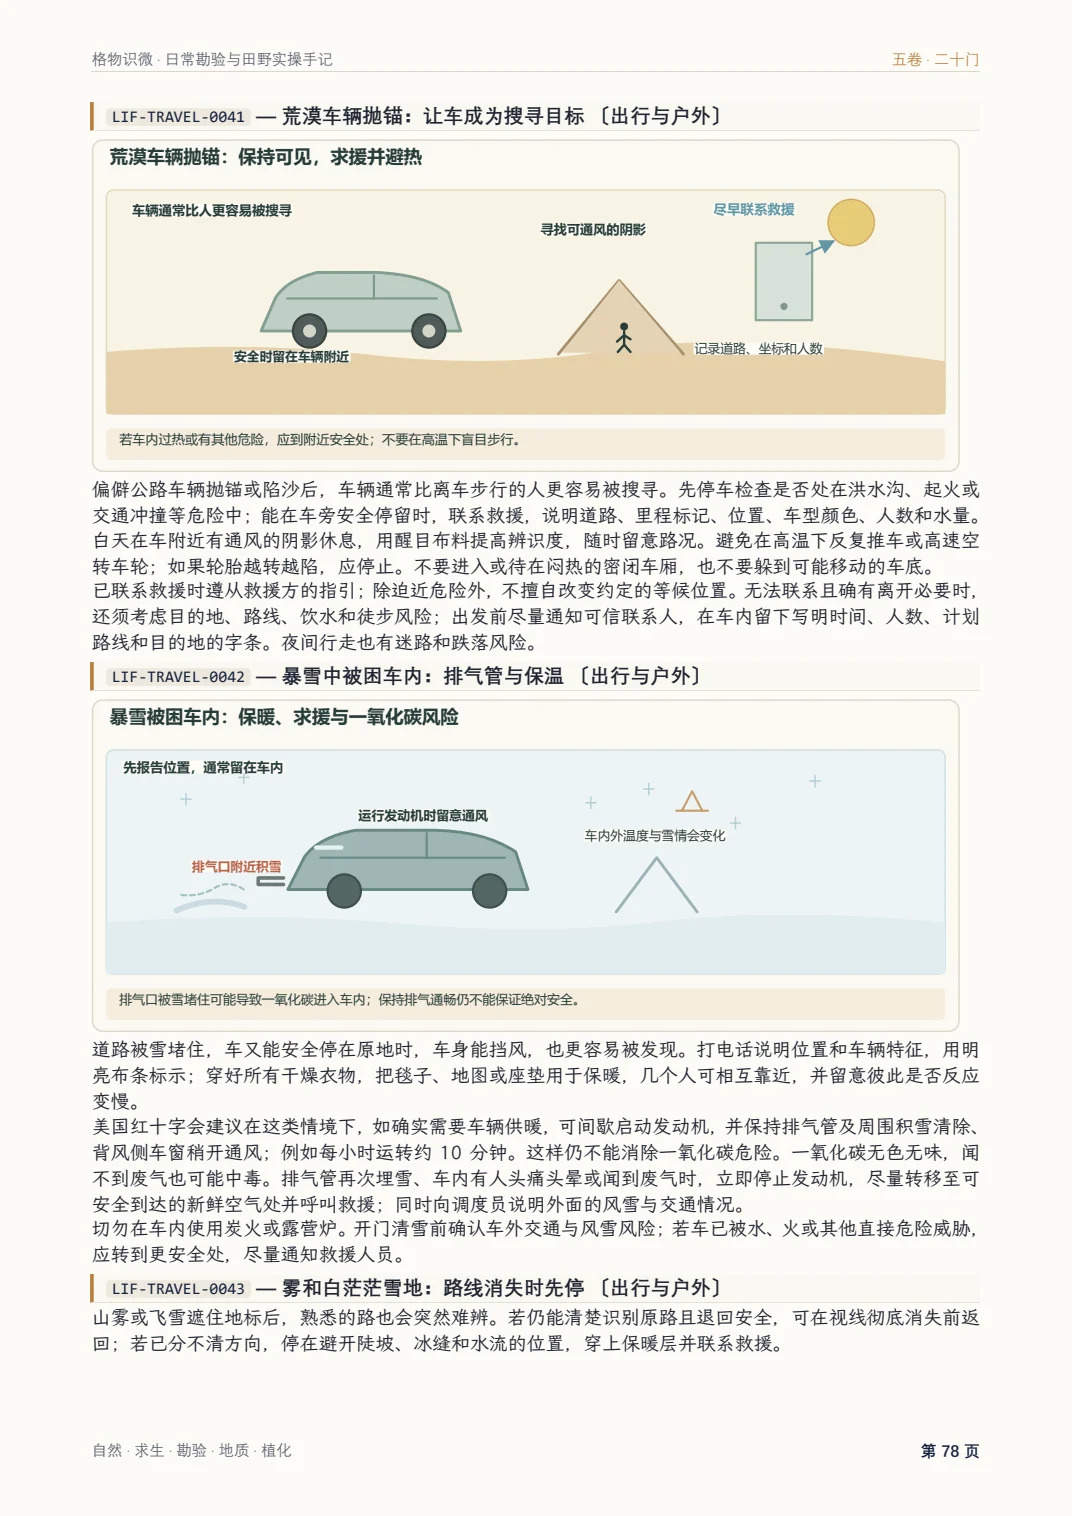 格物识微 · 日常勘验与田野实操手记
五卷 · 二十门
LIF-TRAVEL-0041 — 荒漠车辆抛锚：让车成为搜寻目标 〔出行与户外〕
荒漠车辆抛锚：保持可见，求援并避热
车辆通常比人更容易被搜寻
尽早联系救援
寻找可通风的阴影
安全时留在车辆附近
记录道路、坐标和人数
若车内过热或有其他危险，应到附近安全处；不要在高温下盲目步行。
偏僻公路车辆抛锚或陷沙后，车辆通常比离车步行的人更容易被搜寻。先停车检查是否处在洪水沟、起火或
交通冲撞等危险中；能在车旁安全停留时，联系救援，说明道路、里程标记、位置、车型颜色、人数和水量。
白天在车附近有通风的阴影休息，用醒目布料提高辨识度，随时留意路况。避免在高温下反复推车或高速空
转车轮；如果轮胎越转越陷，应停止。不要进入或待在闷热的密闭车厢，也不要躲到可能移动的车底。
已联系救援时遵从救援方的指引；除迫近危险外，不擅自改变约定的等候位置。无法联系且确有离开必要时，
还须考虑目的地、路线、饮水和徒步风险；出发前尽量通知可信联系人，在车内留下写明时间、人数、计划
路线和目的地的字条。夜间行走也有迷路和跌落风险。
LIF-TRAVEL-0042 — 暴雪中被困车内：排气管与保温 〔出行与户外〕
暴雪被困车内：保暖、求援与一氧化碳风险
先报告位置，通常留在车内
运行发动机时留意通风
车内外温度与雪情会变化
排气口附近积雪
排气口被雪堵住可能导致一氧化碳进入车内；保持排气通畅仍不能保证绝对安全。
道路被雪堵住，车又能安全停在原地时，车身能挡风，也更容易被发现。打电话说明位置和车辆特征，用明
亮布条标示；穿好所有干燥衣物，把毯子、地图或座垫用于保暖，几个人可相互靠近，并留意彼此是否反应
变慢。
美国红十字会建议在这类情境下，如确实需要车辆供暖，可间歇启动发动机，并保持排气管及周围积雪清除、
背风侧车窗稍开通风；例如每小时运转约 10 分钟。这样仍不能消除一氧化碳危险。一氧化碳无色无味，闻
不到废气也可能中毒。排气管再次埋雪、车内有人头痛头晕或闻到废气时，立即停止发动机，尽量转移至可
安全到达的新鲜空气处并呼叫救援；同时向调度员说明外面的风雪与交通情况。
切勿在车内使用炭火或露营炉。开门清雪前确认车外交通与风雪风险；若车已被水、火或其他直接危险威胁，
应转到更安全处，尽量通知救援人员。
LIF-TRAVEL-0043 — 雾和白茫茫雪地：路线消失时先停 〔出行与户外〕
山雾或飞雪遮住地标后，熟悉的路也会突然难辨。若仍能清楚识别原路且退回安全，可在视线彻底消失前返
回；若已分不清方向，停在避开陡坡、冰缝和水流的位置，穿上保暖层并联系救援。
自然 · 求生 · 勘验 · 地质 · 植化
第 78 页